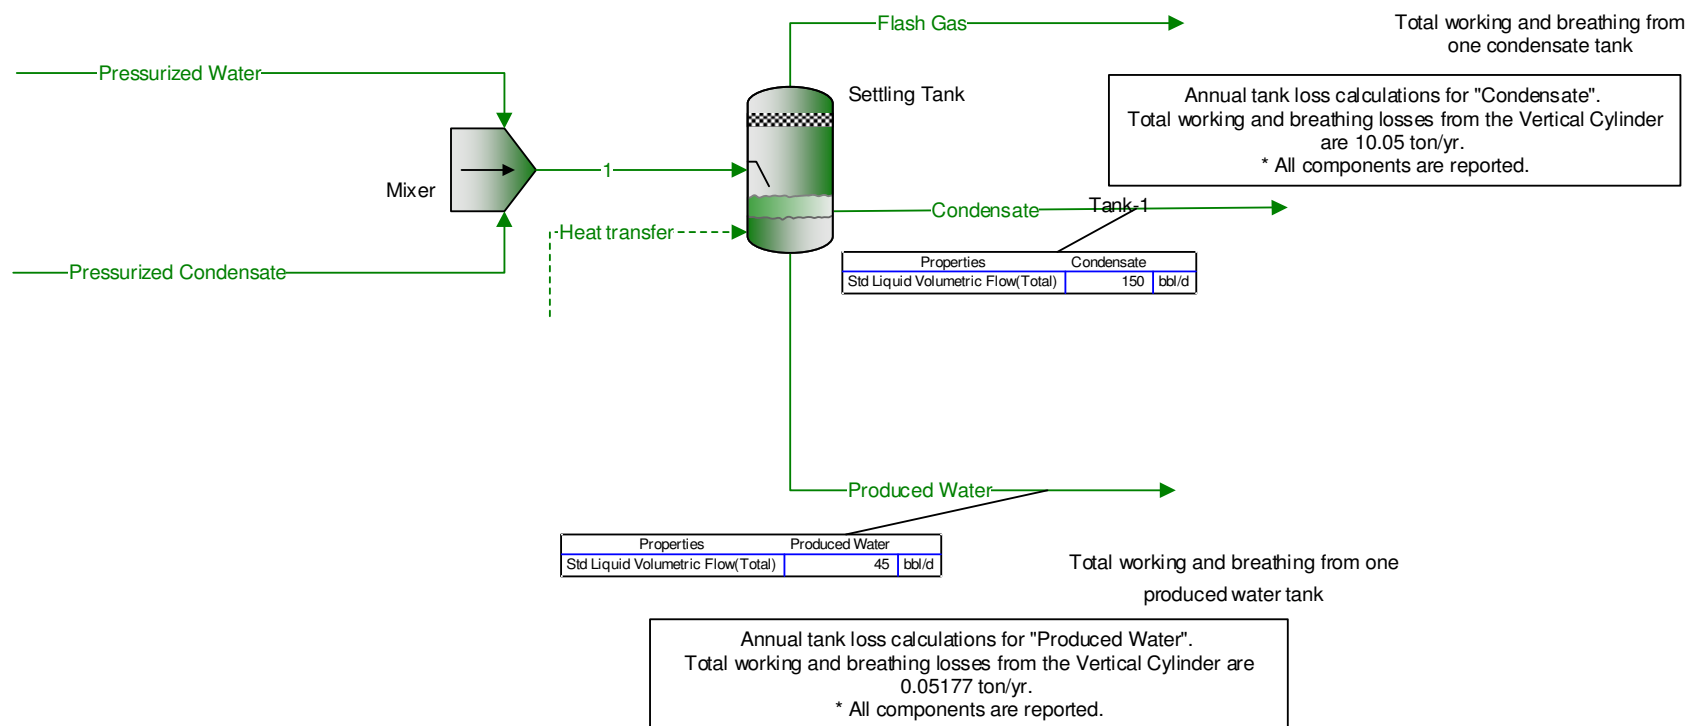 Flash Gas
Total working and breathing from
one condensate tank
Pressurized Water
Settling Tank
Annual tank loss calculations for "Condensate".
Total working and breathing losses from the Vertical Cylinder
are 10.05 ton/yr.
* All components are reported.
1
Mixer
Condensate
Tank-1
Heat transfer
Pressurized Condensate
Properties Condensate
Std Liquid Volumetric Flow(Total) 150 bbl/d
Produced Water
Properties Produced Water
Std Liquid Volumetric Flow(Total) 45 bbl/d
Total working and breathing from one
produced water tank
Annual tank loss calculations for "Produced Water".
Total working and breathing losses from the Vertical Cylinder are
0.05177 ton/yr.
* All components are reported.